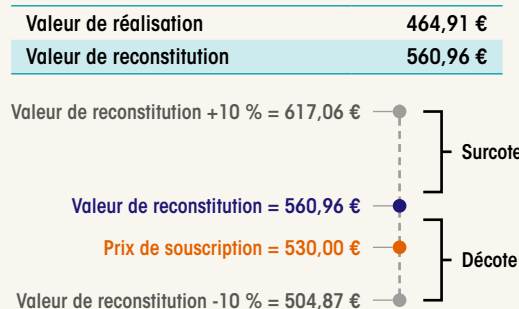 Valeur de réalisation 464,91 €
Valeur de reconstitution 560,96 €
Valeur de reconstitution +10 % = 617,06 €
Surcote
Valeur de reconstitution = 560,96 €
Prix de souscription = 530,00 €
Décote
Valeur de reconstitution -10 % = 504,87 €